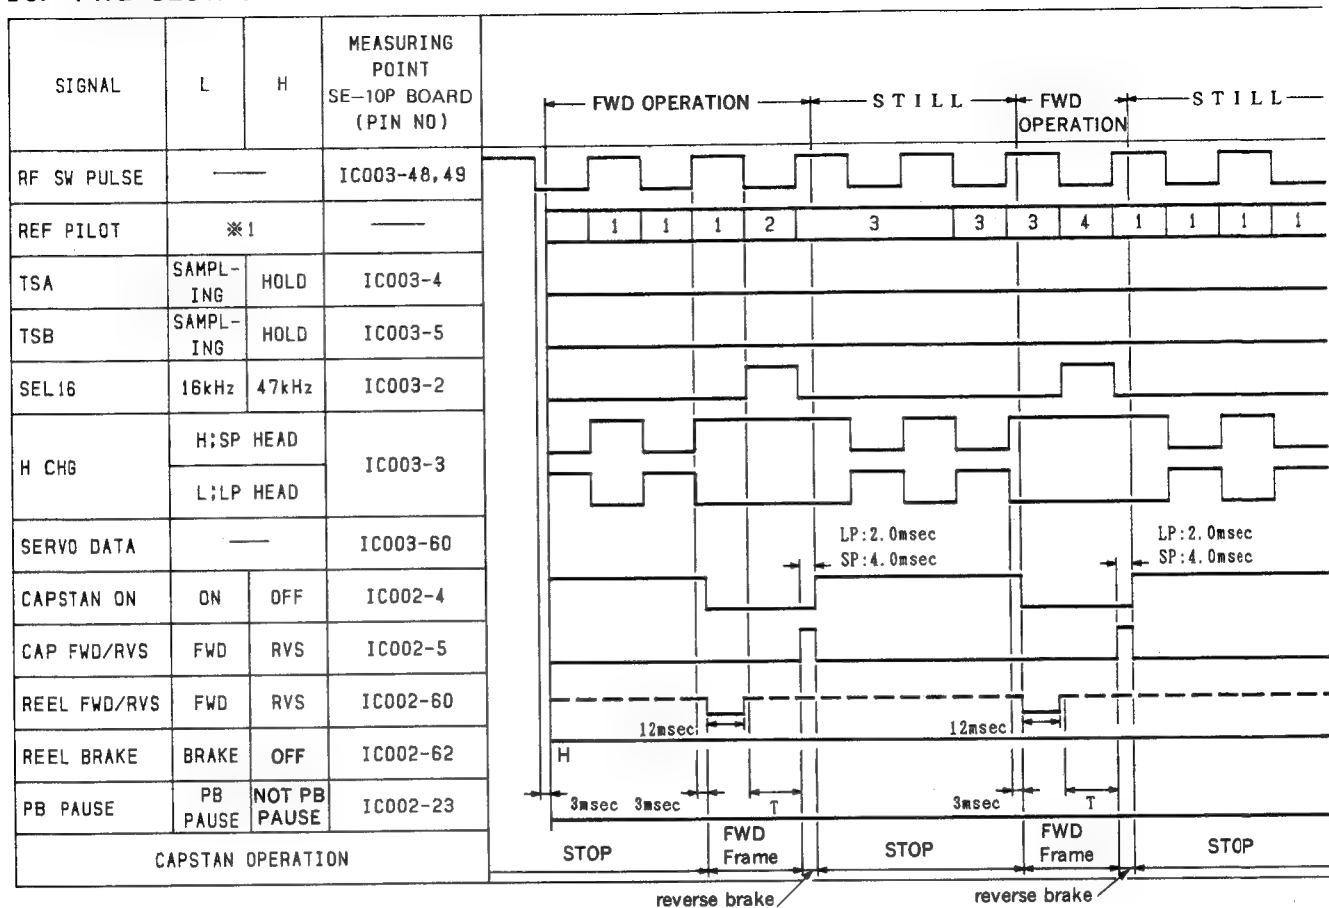 SIGNAL
L
H
MEASURING
POINT
SE-10P BOARD
(PIN NO)
FWD OPERATION
STILL
FWD
OPERATION
STILL
RF SW PULSE
IC003-48,49
REF PILOT
※1
1 1 1 2 3 3 3 4 1 1 1 1
TSA
SAMPL-
ING
HOLD
IC003-4
TSB
SAMPL-
ING
HOLD
IC003-5
SEL16
16kHz
47kHz
IC003-2
H CHG
H;SP HEAD
L;LP HEAD
IC003-3
SERVO DATA
IC003-60
LP:2.0msec
SP:4.0msec
LP:2.0msec
SP:4.0msec
CAPSTAN ON
ON
OFF
IC002-4
CAP FWD/RVS
FWD
RVS
IC002-5
REEL FWD/RVS
FWD
RVS
IC002-60
12msec
12msec
REEL BRAKE
BRAKE
OFF
IC002-62
H
PB PAUSE
PB
PAUSE
NOT PB
PAUSE
IC002-23
3msec
3msec
T
3msec
T
CAPSTAN OPERATION
STOP
FWD
Frame
STOP
FWD
Frame
STOP
reverse brake
reverse brake